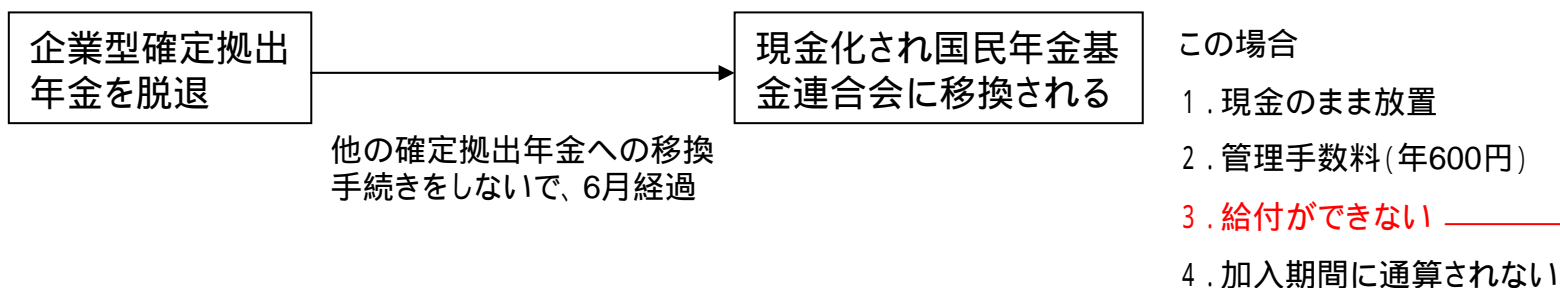 企業型確定拠出
年金を脱退
他の確定拠出年金への移換
手続きをしないで、6月経過
現金化され国民年金基
金連合会に移換される
この場合
1.現金のまま放置
2.管理手数料(年600円)
3.給付ができない
4.加入期間に通算されない